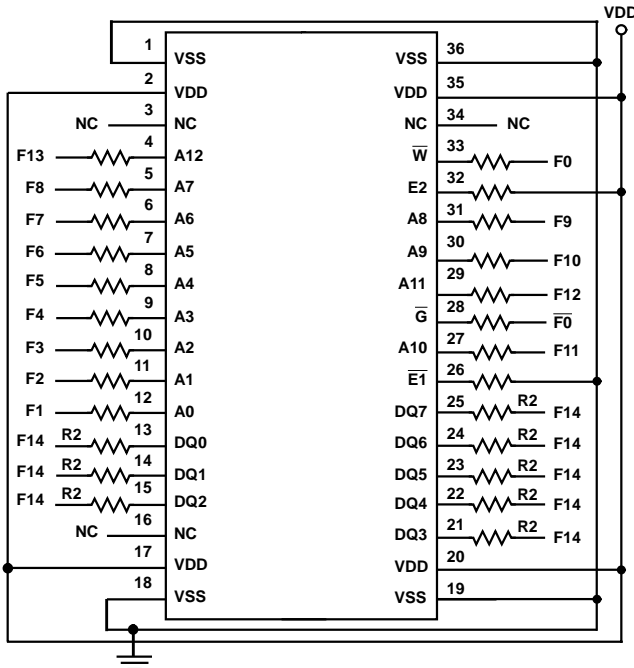 VDD
1 VSS VSS 36
2 VDD VDD 35
NC 3 NC NC 34 NC
F13 4 A12 W̅ 33 F0
F8 5 A7 E2 32
F7 6 A6 A8 31 F9
F6 7 A5 A9 30 F10
F5 8 A4 A11 29 F12
F4 9 A3 G̅ 28 F̅0̅
F3 10 A2 A10 27 F11
F2 11 A1 E̅1̅ 26
F1 12 A0 DQ7 25 R2 F14
F14 R2 13 DQ0 DQ6 24 R2 F14
F14 R2 14 DQ1 DQ5 23 R2 F14
F14 R2 15 DQ2 DQ4 22 R2 F14
NC 16 NC DQ3 21 R2 F14
17 VDD VDD 20
18 VSS VSS 19